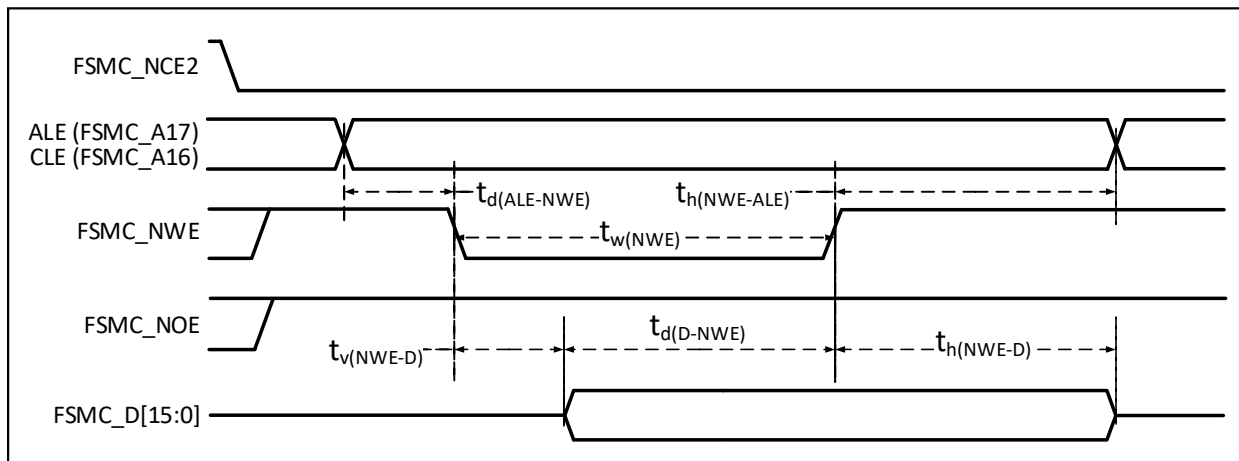 FSMC_NCE2
ALE (FSMC_A17)
CLE (FSMC_A16)
td(ALE-NWE)
th(NWE-ALE)
FSMC_NWE
tw(NWE)
FSMC_NOE
tv(NWE-D)
td(D-NWE)
th(NWE-D)
FSMC_D[15:0]